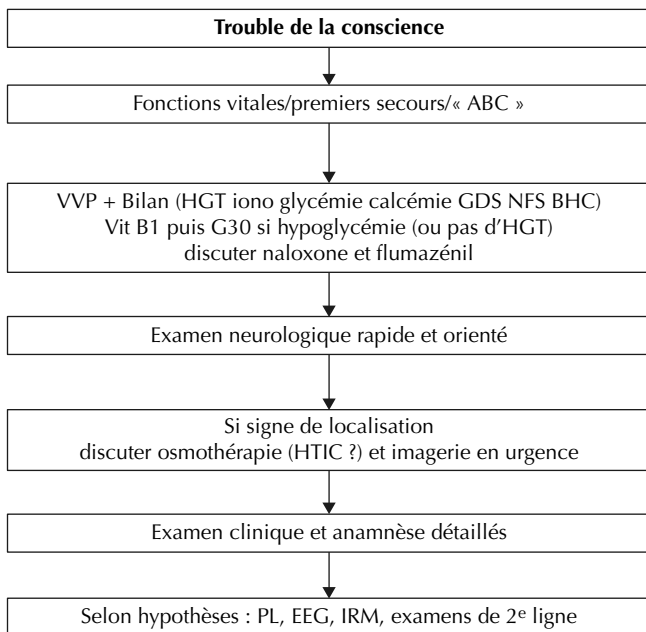 Trouble de la conscience
Fonctions vitales/premiers secours/« ABC »
VVP + Bilan (HGT iono glycémie calcémie GDS NFS BHC)
Vit B1 puis G30 si hypoglycémie (ou pas d’HGT)
discuter naloxone et flumazénil
Examen neurologique rapide et orienté
Si signe de localisation
discuter osmothérapie (HTIC ?) et imagerie en urgence
Examen clinique et anamnèse détaillés
Selon hypothèses : PL, EEG, IRM, examens de 2e ligne